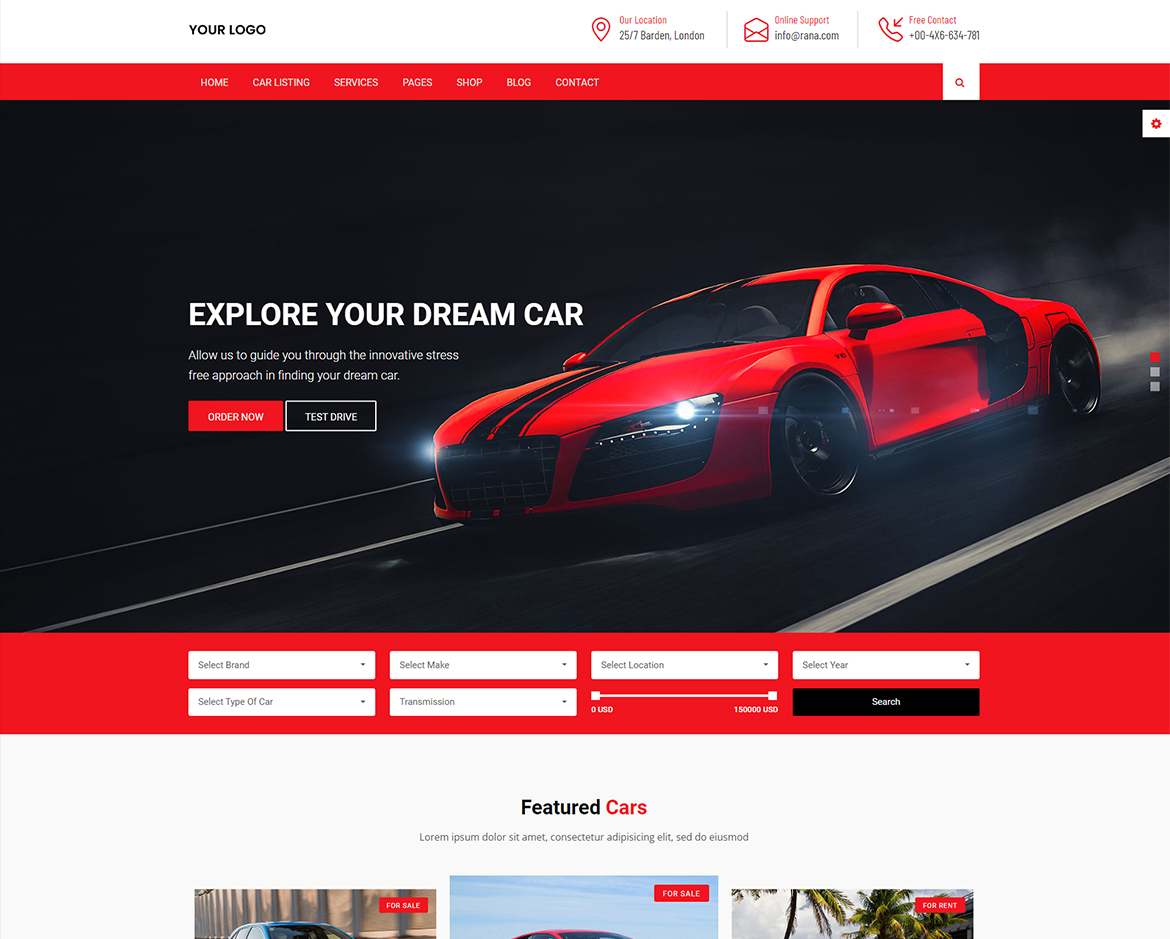 YOUR LOGO
Our Location
25/7 Barden, London
Online Support
info@rana.com
Free Contact
+00-4X6-634-781
HOME CAR LISTING SERVICES PAGES SHOP BLOG CONTACT
EXPLORE YOUR DREAM CAR
Allow us to guide you through the innovative stress
free approach in finding your dream car.
ORDER NOW TEST DRIVE
V10
Select Brand Select Make Select Location Select Year
Select Type Of Car Transmission
0 USD 150000 USD
Search
Featured Cars
Lorem ipsum dolor sit amet, consectetur adipisicing elit, sed do eiusmod
FOR SALE
FOR SALE
FOR RENT